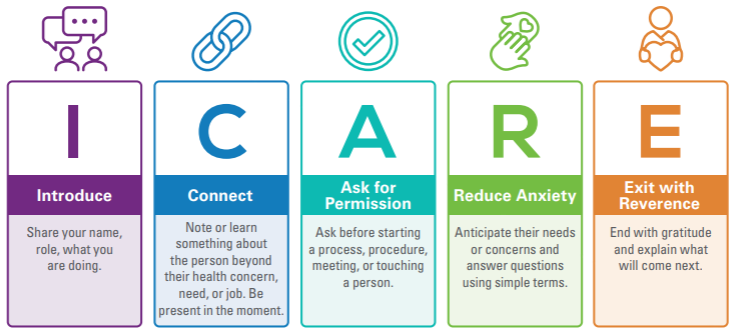 I
Introduce
Share your name,
role, what you
are doing.
C
Connect
Note or learn
something about
the person beyond
their health concern,
need, or job. Be
present in the moment.
A
Ask for
Permission
Ask before starting
a process, procedure,
meeting, or touching
a person.
R
Reduce Anxiety
Anticipate their needs
or concerns and
answer questions
using simple terms.
E
Exit with
Reverence
End with gratitude
and explain what
will come next.